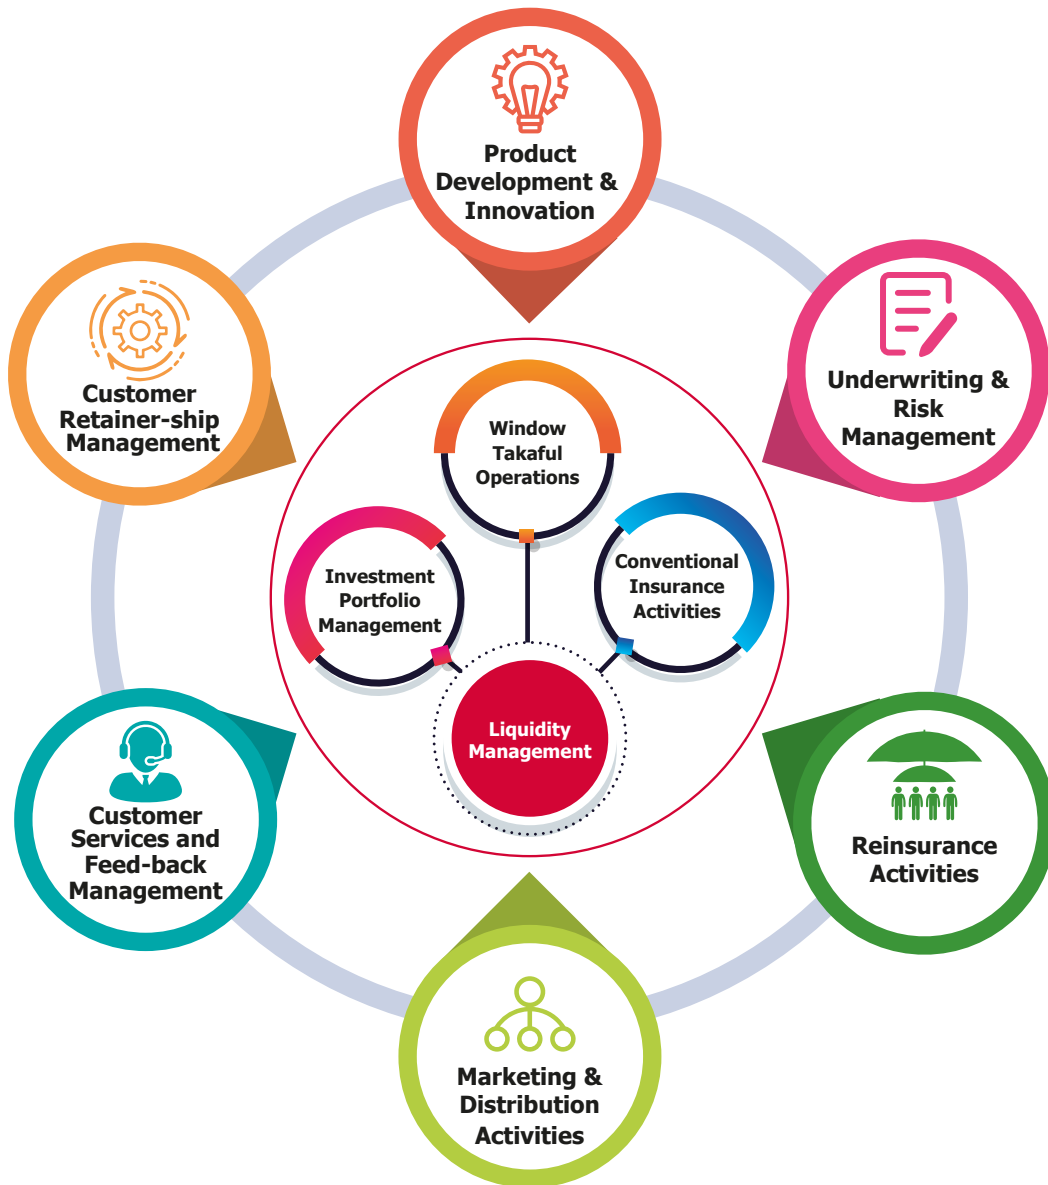 Product
Development &
Innovation
Underwriting &
Risk
Management
Customer
Retainer-ship
Management
Window
Takaful
Operations
Investment
Portfolio
Management
Conventional
Insurance
Activities
Liquidity
Management
Customer
Services and
Feed-back
Management
Reinsurance
Activities
Marketing &
Distribution
Activities